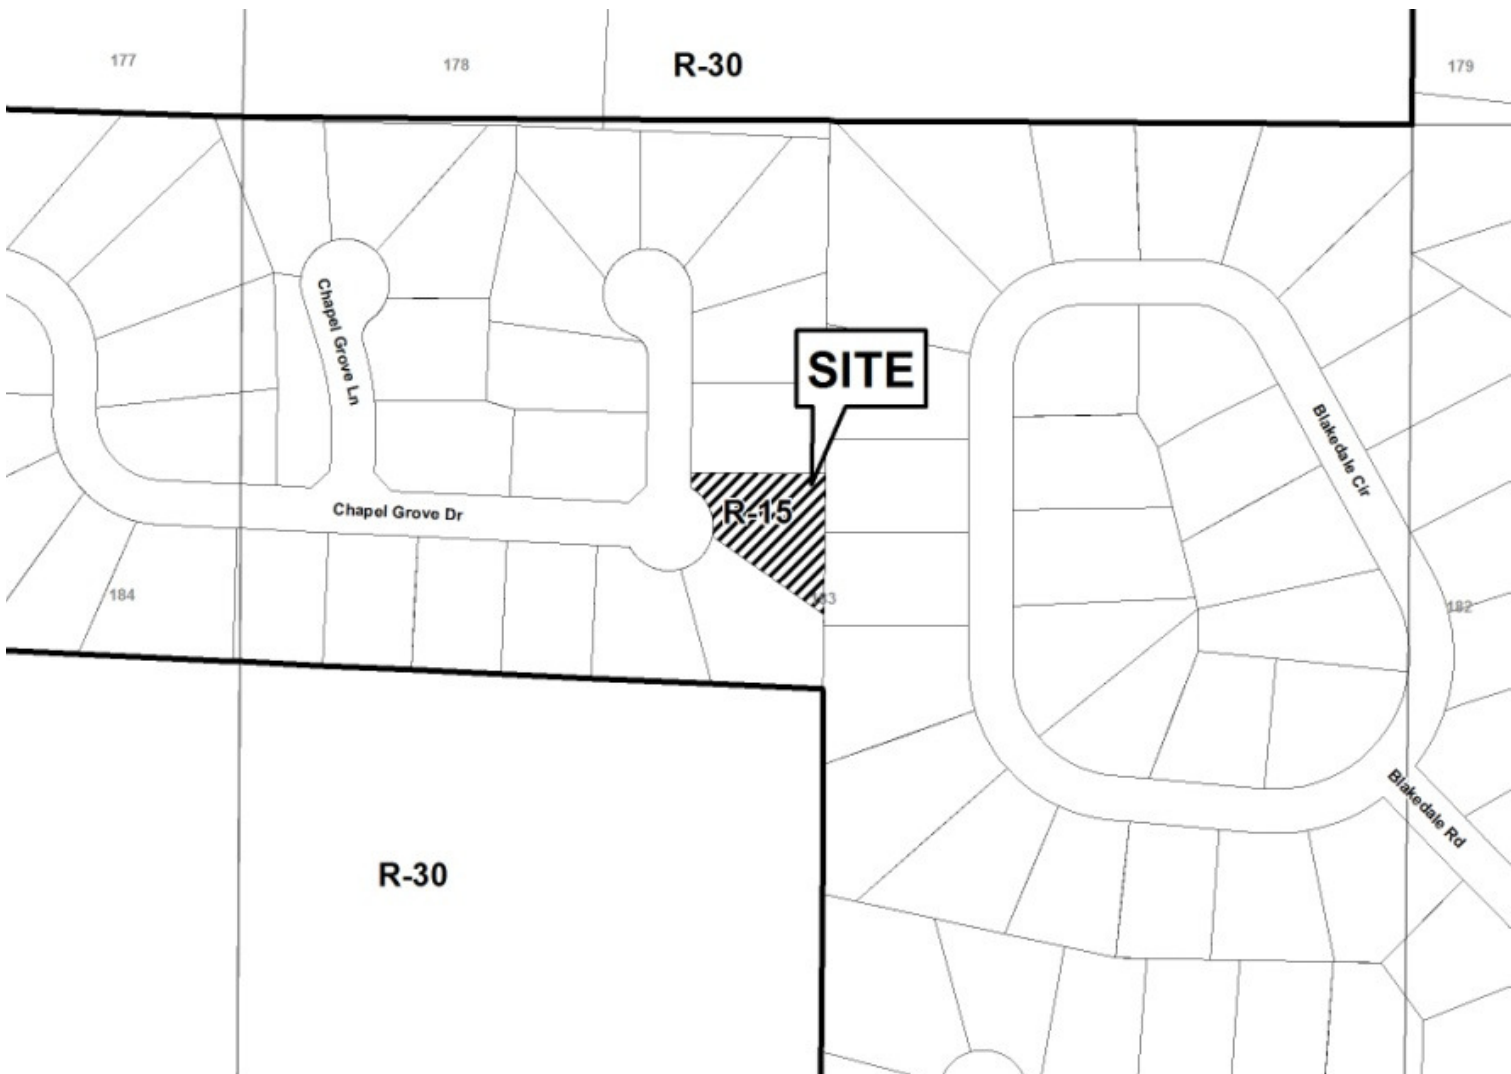 177
178
R-30
179
Chapel Grove Ln
SITE
Blakedale Cir
Chapel Grove Dr
R-15
184
183
182
Blakedale Rd
R-30